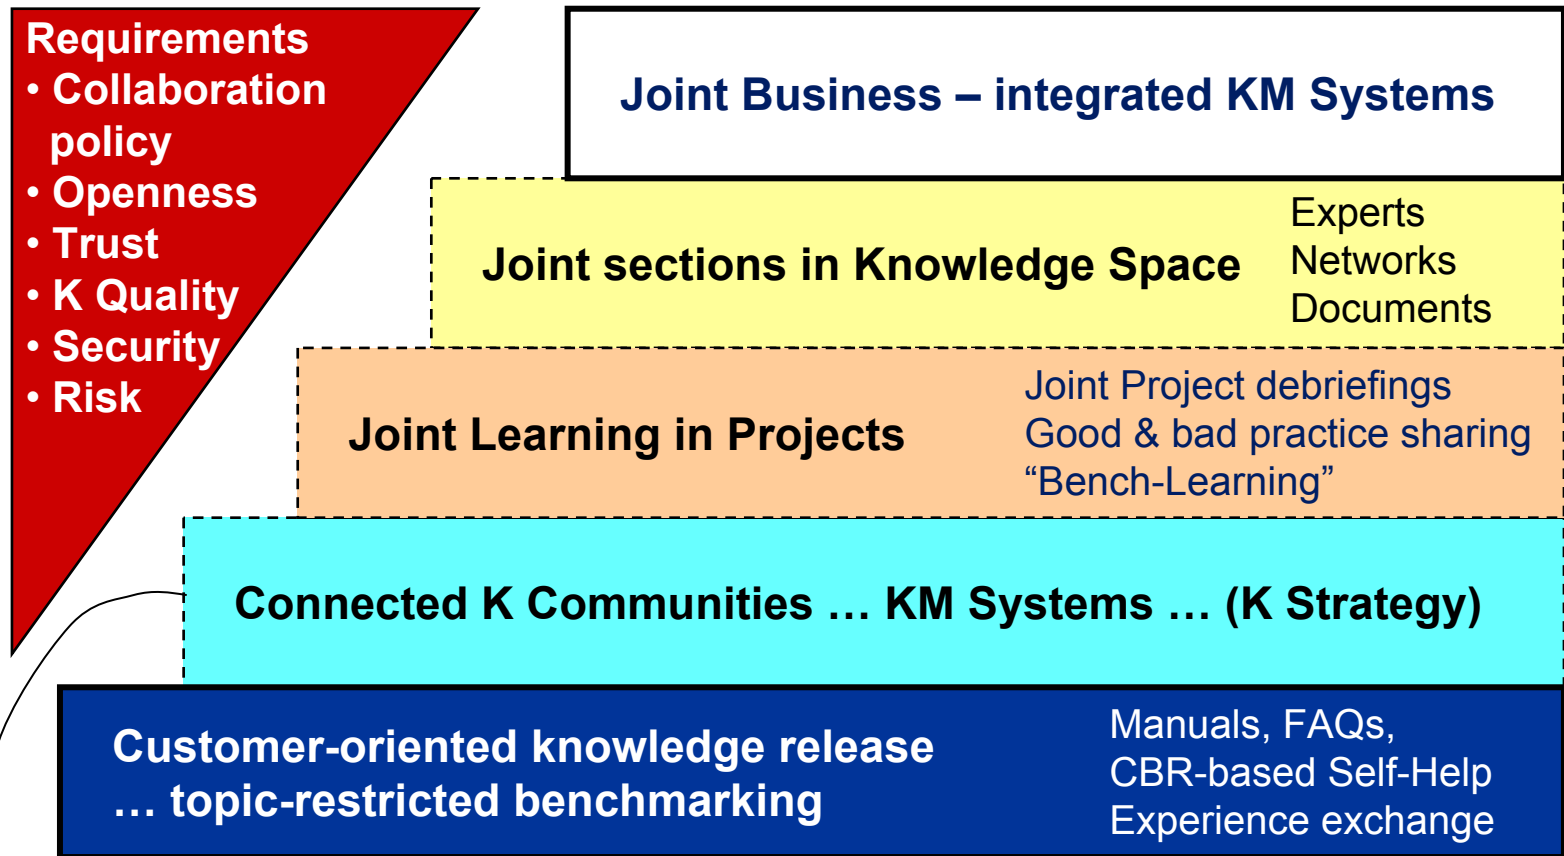 Requirements
• Collaboration
policy
• Openness
• Trust
• K Quality
• Security
• Risk
Joint Business – integrated KM Systems
Joint sections in Knowledge Space
Experts
Networks
Documents
Joint Learning in Projects
Joint Project debriefings
Good & bad practice sharing
“Bench-Learning”
Connected K Communities … KM Systems … (K Strategy)
Customer-oriented knowledge release
… topic-restricted benchmarking
Manuals, FAQs,
CBR-based Self-Help
Experience exchange